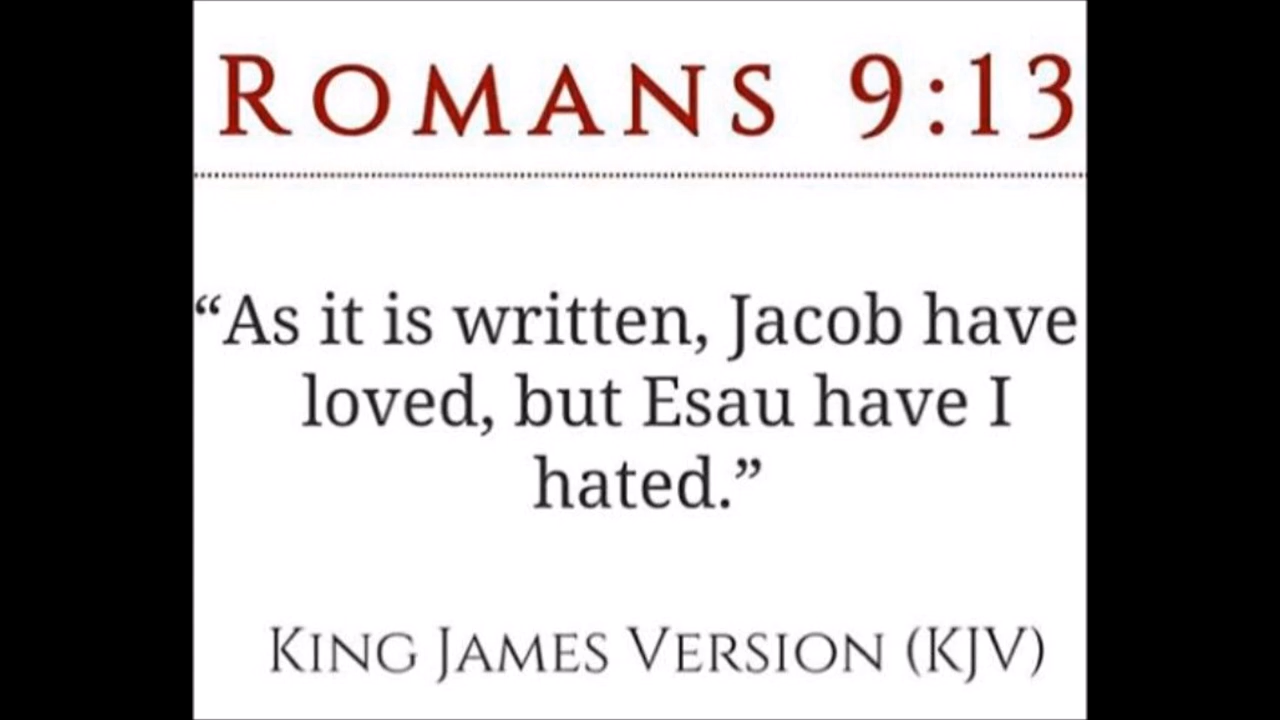 ROMANS 9:13
“As it is written, Jacob have
loved, but Esau have I
hated.”
KING JAMES VERSION (KJV)